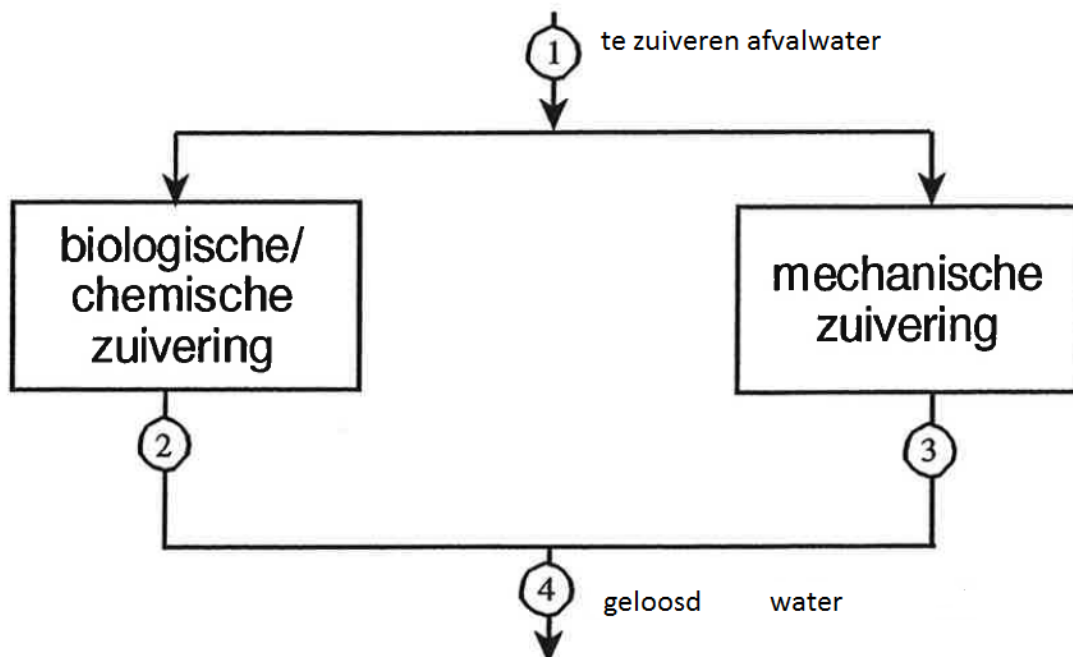 1 te zuiveren afvalwater
biologische/
chemische
zuivering
mechanische
zuivering
2
3
4 geloosd water